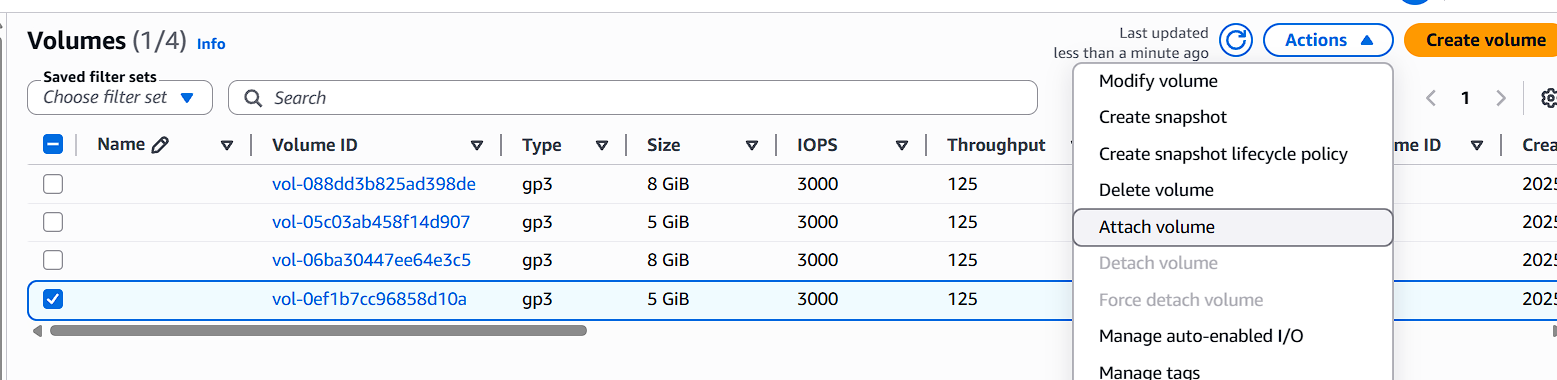 Volumes (1/4) Info
Last updated
less than a minute ago
Actions
Create volume
Saved filter sets
Choose filter set
Search
1
Name Volume ID Type Size IOPS Throughput me ID Crea
vol-088dd3b825ad398de gp3 8 GiB 3000 125 2025
vol-05c03ab458f14d907 gp3 5 GiB 3000 125 2025
vol-06ba30447ee64e3c5 gp3 8 GiB 3000 125 2025
vol-0ef1b7cc96858d10a gp3 5 GiB 3000 125 2025
Modify volume
Create snapshot
Create snapshot lifecycle policy
Delete volume
Attach volume
Detach volume
Force detach volume
Manage auto-enabled I/O
Manage tags